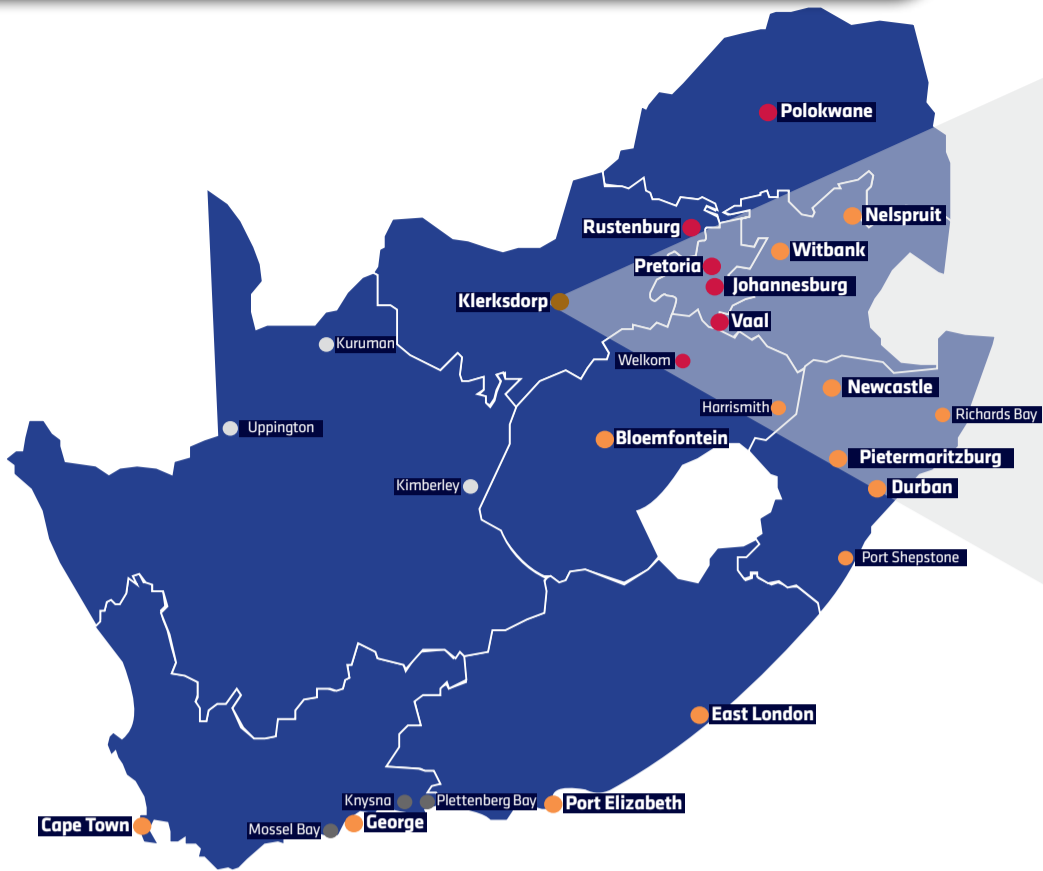 Polokwane
Nelspruit
Rustenburg
Witbank
Pretoria
Johannesburg
Klerksdorp
Vaal
Kuruman
Welkom
Newcastle
Harrismith
Richards Bay
Uppington
Bloemfontein
Pietermaritzburg
Kimberley
Durban
Port Shepstone
East London
Knysna
Plettenberg Bay
Port Elizabeth
Cape Town
Mossel Bay
George